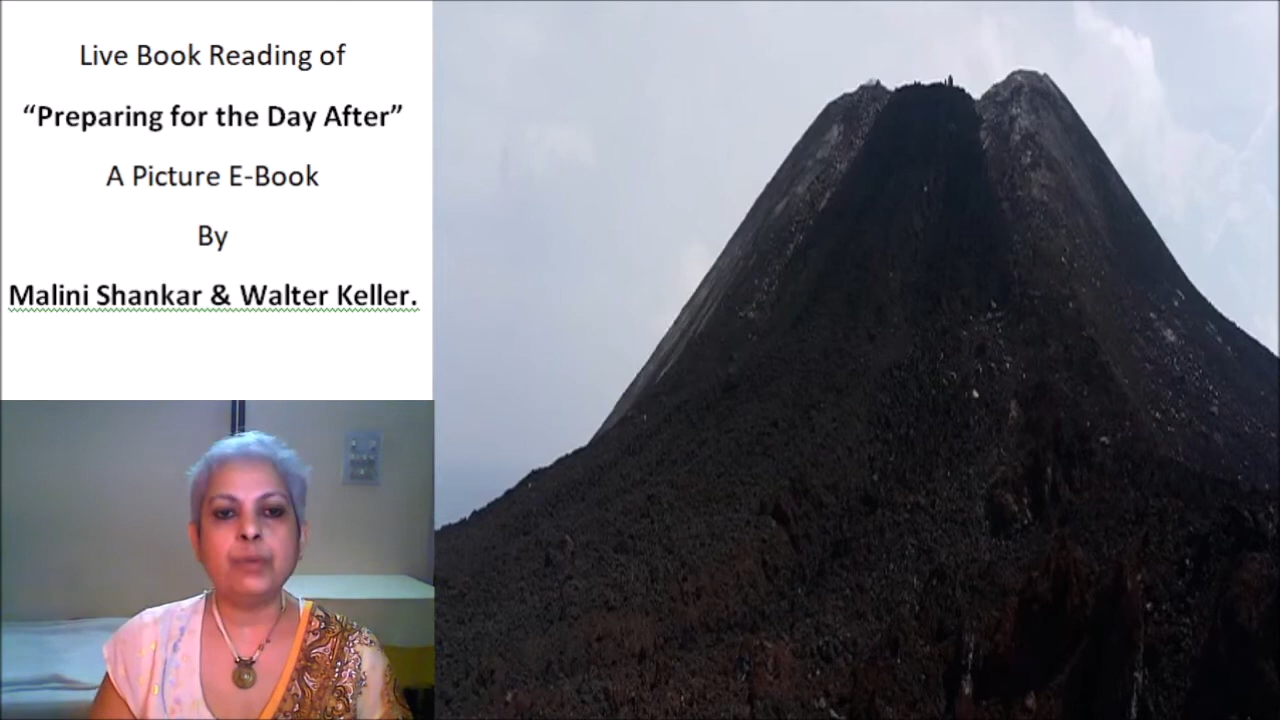 Live Book Reading of
“Preparing for the Day After”
A Picture E-Book
By
Malini Shankar & Walter Keller.